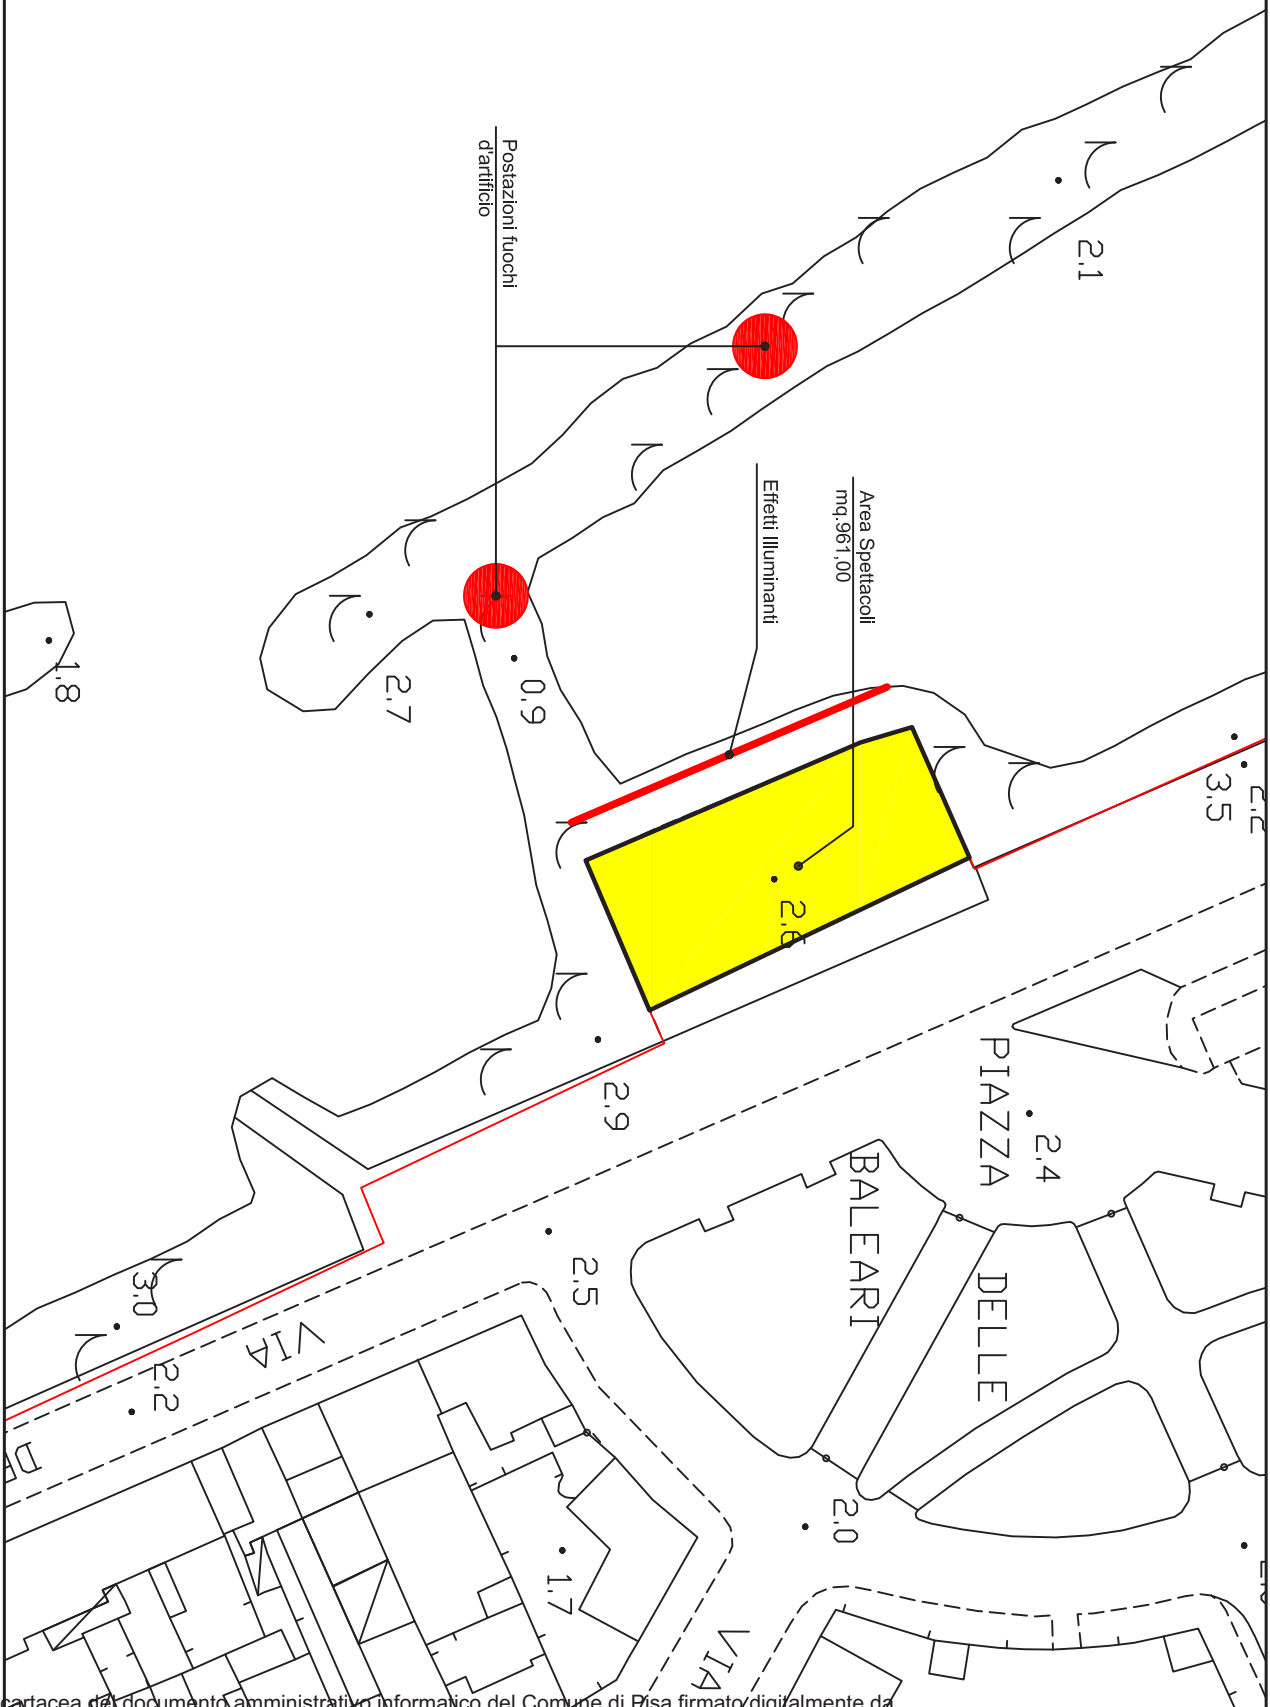 2.1
Postazioni fuochi
d'artificio
Area Spettacoli
mq.961,00
Effetti Illuminanti
1.8
2.7
0.9
3.5
2.2
2.6
PIAZZA
2.4
2.9
BALEARI
DELLE
2.5
3.0
VIA
2.2
2.0
1.7
VIA
cartacea del documento amministrativo informatico del Comune di Pisa firmato digitalmente da